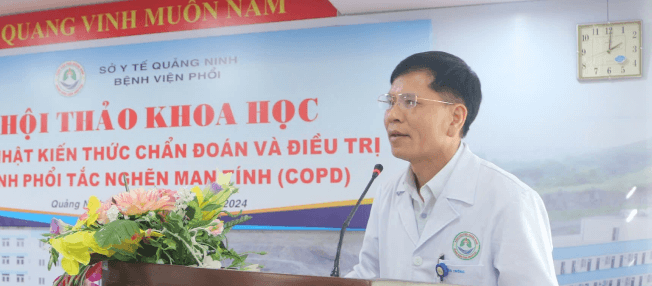 QUANG VINH MUÔN NĂM
SỞ Y TẾ QUẢNG NINH
BỆNH VIỆN PHỔI
HỘI THẢO KHOA HỌC
NHẬT KIẾN THỨC CHẨN ĐOÁN VÀ ĐIỀU TRỊ
PHỔI TẮC NGHẼN MẠN TÍNH (COPD)
Quảng
2024